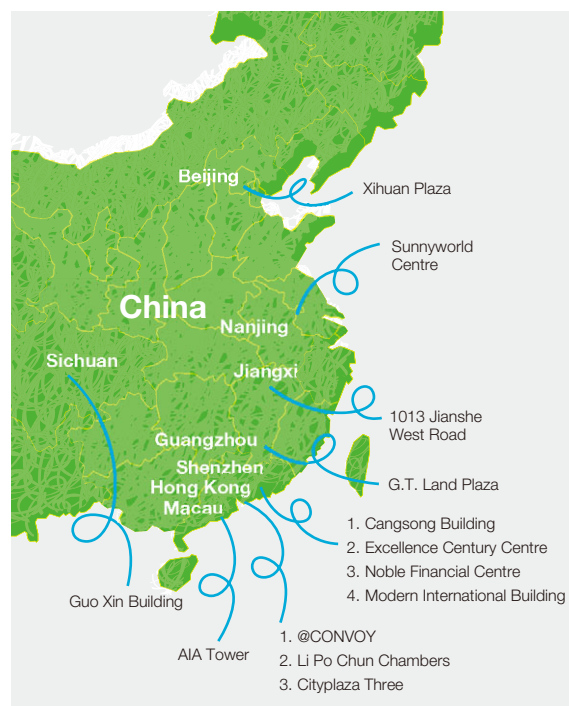 Beijing
Xihuan Plaza
Sunnyworld
Centre
China
Nanjing
Sichuan
Jiangxi
1013 Jianshe
West Road
Guangzhou
Shenzhen
G.T. Land Plaza
Hong Kong
Macau
1. Cangsong Building
2. Excellence Century Centre
3. Noble Financial Centre
4. Modern International Building
Guo Xin Building
AIA Tower
1. @CONVOY
2. Li Po Chun Chambers
3. Cityplaza Three